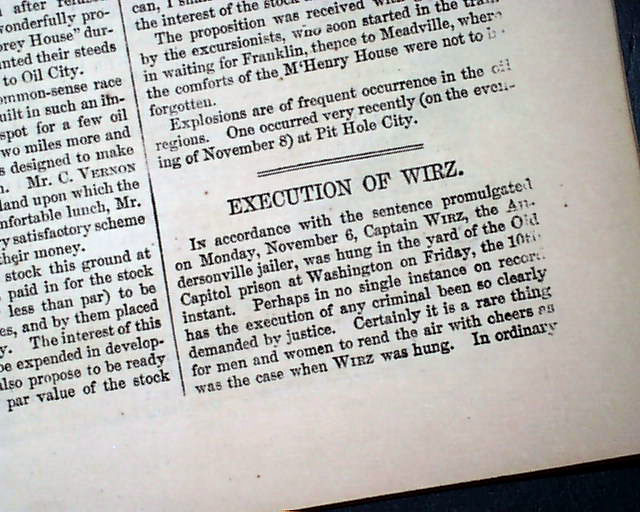 after
wonderfully pro-
orey House" dur-
unted their steeds
to Oil City.
ommon-sense race
uilt in such an im-
spot for a few oil
wo miles more and
s designed to make
Mr. C. VERNON
land upon which the
mfortable lunch, Mr.
ry satisfactory scheme
their money.
stock this ground at
paid in for the stock
less than par) to be
es, and by them placed
y. The interest of this
be expended in develop-
also propose to be ready
par value of the stock
can, I
the interest of the stock
The proposition was received
by the excursionists, who soon started in the train
in waiting for Franklin, thence to Meadville, where
the comforts of the M'Henry House were not to be
forgotten.
Explosions are of frequent occurrence in the oil
regions. One occurred very recently (on the even-
ing of November 8) at Pit Hole City.
EXECUTION OF WIRZ.
IN accordance with the sentence promulgated
on Monday, November 6, Captain WIRZ, the An-
dersonville jailer, was hung in the yard of the Old
Capitol prison at Washington on Friday, the 10th
instant. Perhaps in no single instance on record
has the execution of any criminal been so clearly
demanded by justice. Certainly it is a rare thing
for men and women to rend the air with cheers as
was the case when WIRZ was hung. In ordinary